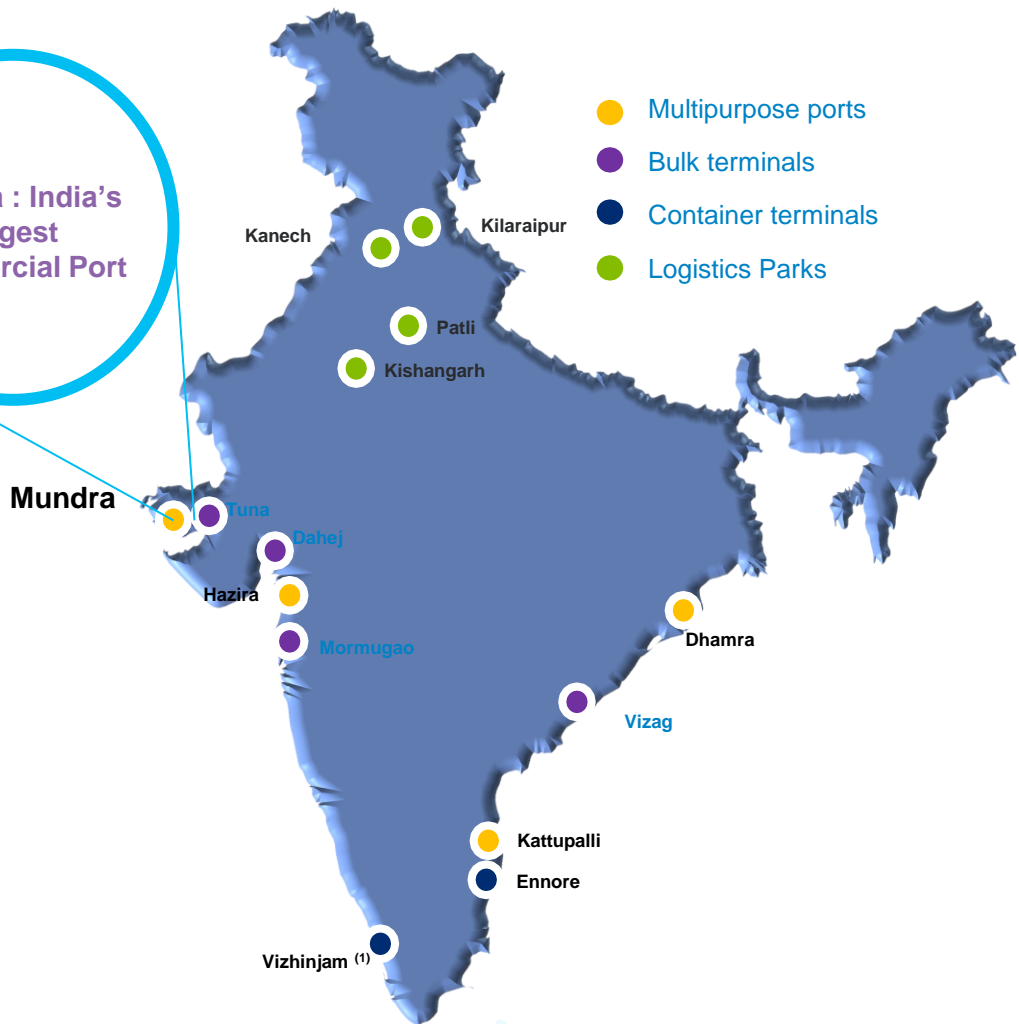 a : India’s
gest
rcial Port
Multipurpose ports
Bulk terminals
Container terminals
Logistics Parks
Kanech
Kilaraipur
Patli
Kishangarh
Mundra
Tuna
Dahej
Hazira
Mormugao
Dhamra
Vizag
Kattupalli
Ennore
Vizhinjam (1)